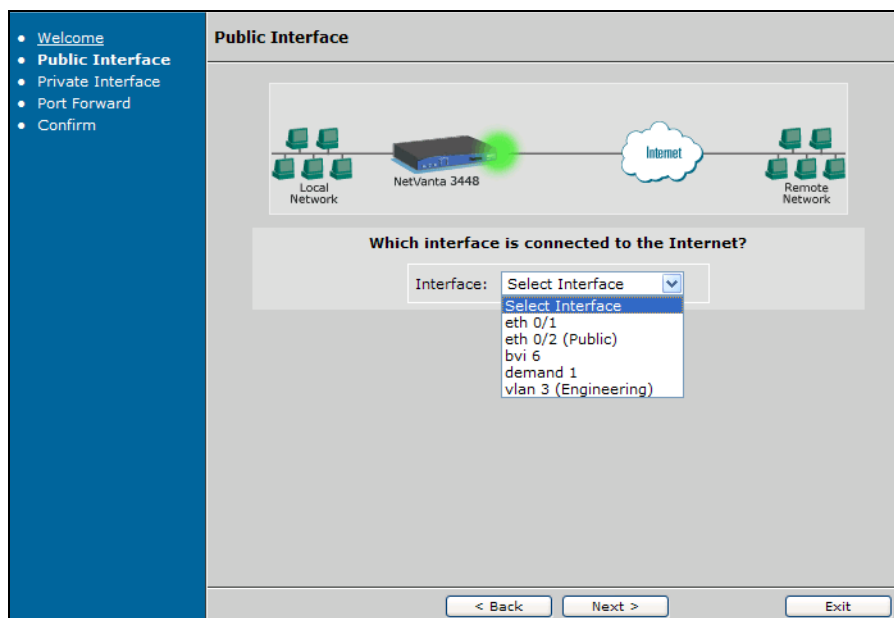 Welcome
Public Interface
Private Interface
Port Forward
Confirm
Public Interface
Local
Network
NetVanta 3448
Internet
Remote
Network
Which interface is connected to the Internet?
Interface: Select Interface
Select Interface
eth 0/1
eth 0/2 (Public)
bvi 6
demand 1
vlan 3 (Engineering)
< Back Next > Exit